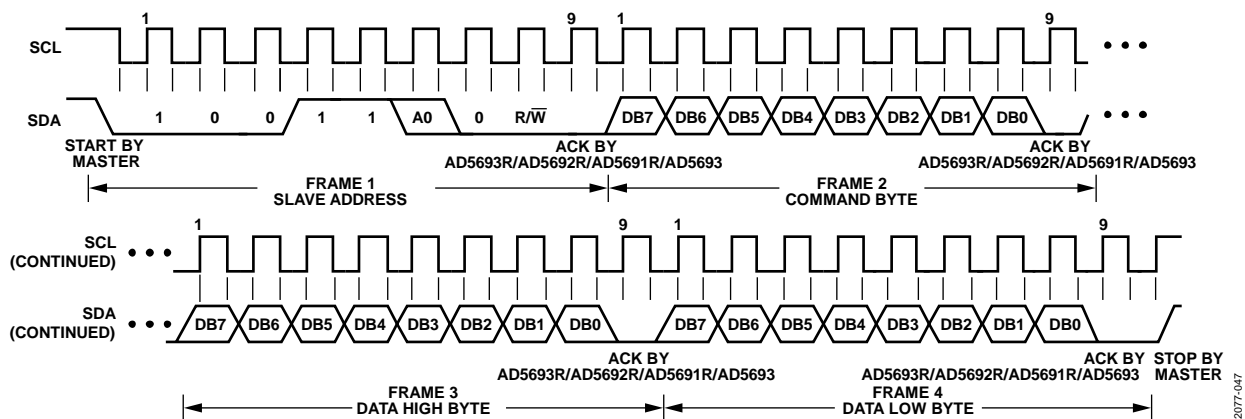 1 9 1 9
SCL
SDA
1 0 0 1 1 A0 0 R/W̅ DB7 DB6 DB5 DB4 DB3 DB2 DB1 DB0
START BY
MASTER
ACK BY
AD5693R/AD5692R/AD5691R/AD5693
ACK BY
AD5693R/AD5692R/AD5691R/AD5693
FRAME 1
SLAVE ADDRESS
FRAME 2
COMMAND BYTE
1 9 1 9
SCL
(CONTINUED)
SDA
(CONTINUED)
DB7 DB6 DB5 DB4 DB3 DB2 DB1 DB0 DB7 DB6 DB5 DB4 DB3 DB2 DB1 DB0
ACK BY
AD5693R/AD5692R/AD5691R/AD5693
ACK BY
AD5693R/AD5692R/AD5691R/AD5693
STOP BY
MASTER
FRAME 3
DATA HIGH BYTE
FRAME 4
DATA LOW BYTE
2077-047